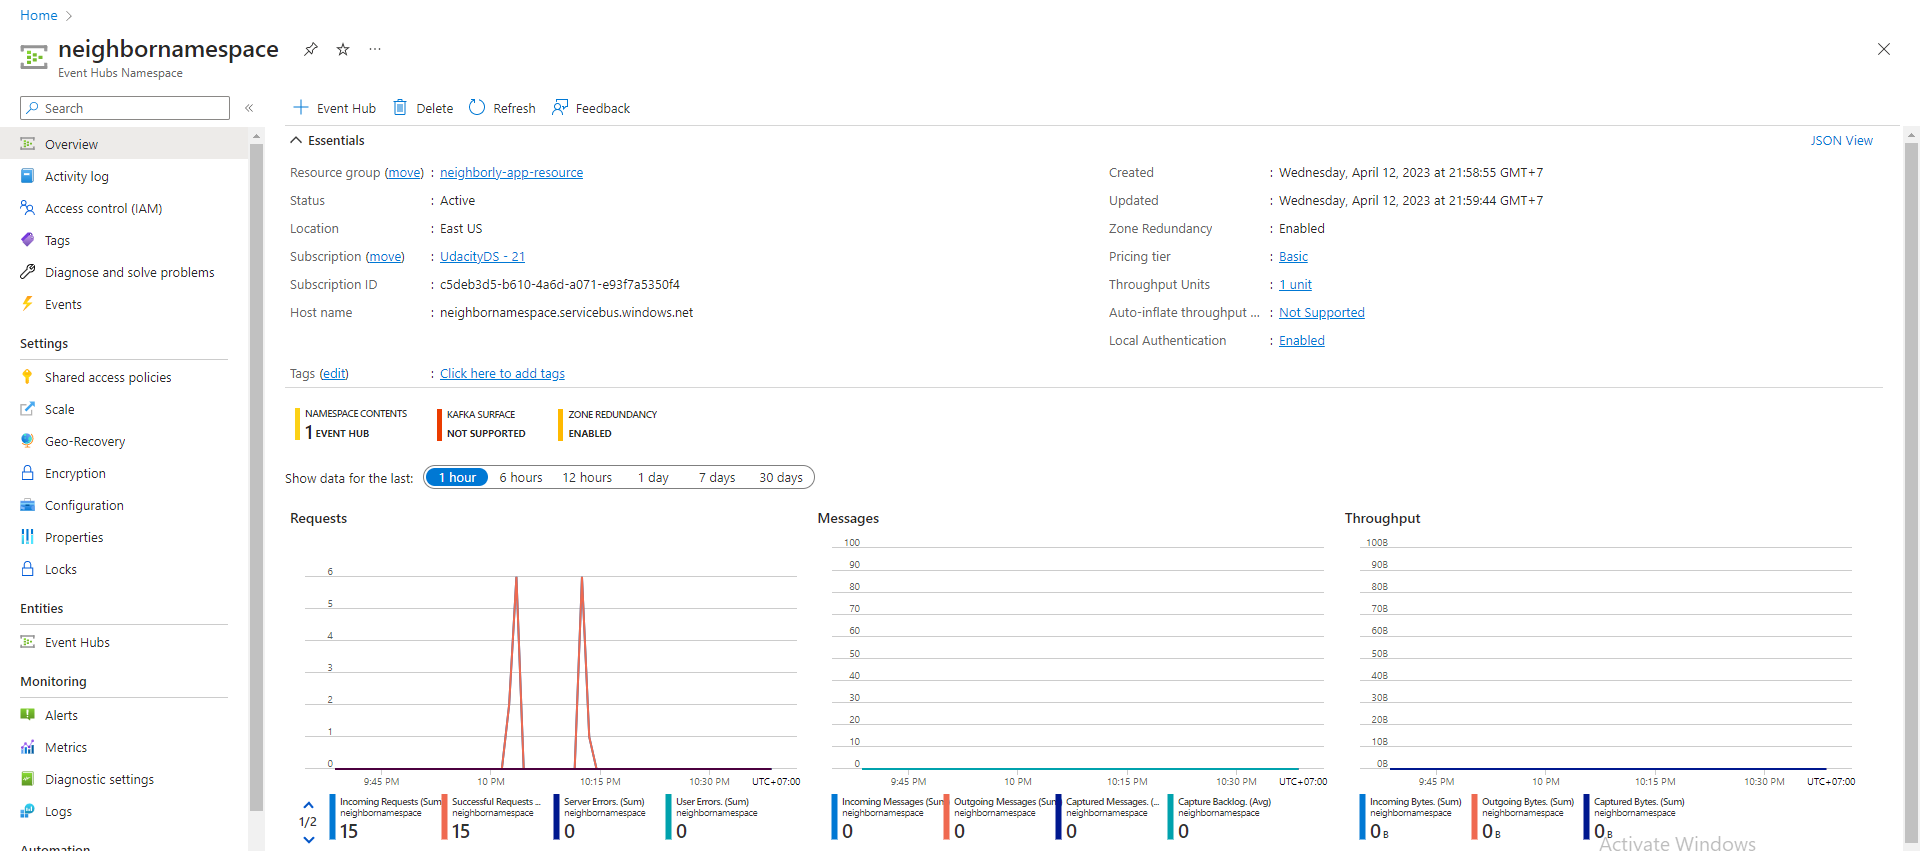 Home
neighbornamespace
Event Hubs Namespace
Search
Overview
Activity log
Access control (IAM)
Tags
Diagnose and solve problems
Events
Settings
Shared access policies
Scale
Geo-Recovery
Encryption
Configuration
Properties
Locks
Entities
Event Hubs
Monitoring
Alerts
Metrics
Diagnostic settings
Logs
Automation
Event Hub Delete Refresh Feedback
Essentials
JSON View
Resource group (move) : neighborly-app-resource
Status : Active
Location : East US
Subscription (move) : UdacityDS - 21
Subscription ID : c5deb3d5-b610-4a6d-a071-e93f7a5350f4
Host name : neighbornamespace.servicebus.windows.net
Tags (edit) : Click here to add tags
Created : Wednesday, April 12, 2023 at 21:58:55 GMT+7
Updated : Wednesday, April 12, 2023 at 21:59:44 GMT+7
Zone Redundancy : Enabled
Pricing tier : Basic
Throughput Units : 1 unit
Auto-inflate throughput ... : Not Supported
Local Authentication : Enabled
NAMESPACE CONTENTS
1 EVENT HUB
KAFKA SURFACE
NOT SUPPORTED
ZONE REDUNDANCY
ENABLED
Show data for the last: 1 hour 6 hours 12 hours 1 day 7 days 30 days
Requests
6
5
4
3
2
1
0
9:45 PM 10 PM 10:15 PM 10:30 PM UTC+07:00
1/2
Incoming Requests (Sum
neighbornamespace
15
Successful Requests ...
neighbornamespace
15
Server Errors. (Sum)
neighbornamespace
0
User Errors. (Sum)
neighbornamespace
0
Messages
100
90
80
70
60
50
40
30
20
10
0
9:45 PM 10 PM 10:15 PM 10:30 PM UTC+07:00
Incoming Messages (Sum
neighbornamespace
0
Outgoing Messages (Sum
neighbornamespace
0
Captured Messages. (...
neighbornamespace
0
Capture Backlog. (Avg)
neighbornamespace
0
Throughput
100B
90B
80B
70B
60B
50B
40B
30B
20B
10B
0B
9:45 PM 10 PM 10:15 PM 10:30 PM UTC+07:00
Incoming Bytes. (Sum)
neighbornamespace
0 B
Outgoing Bytes. (Sum)
neighbornamespace
0 B
Captured Bytes. (Sum)
neighbornamespace
0 B
Activate Windows